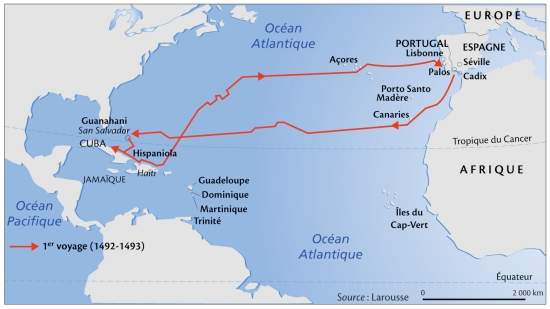 EUROPE
Océan
Atlantique
PORTUGAL
Lisbonne
ESPAGNE
Séville
Açores
Palos
Cadix
Porto Santo
Madère
Canaries
Guanahani
San Salvador
CUBA
Tropique du Cancer
Hispaniola
Haïti
AFRIQUE
JAMAÏQUE
Guadeloupe
Dominique
Martinique
Trinité
Océan
Pacifique
Îles du
Cap-Vert
Océan
Atlantique
1er voyage (1492-1493)
Équateur
Source : Larousse
0 2 000 km